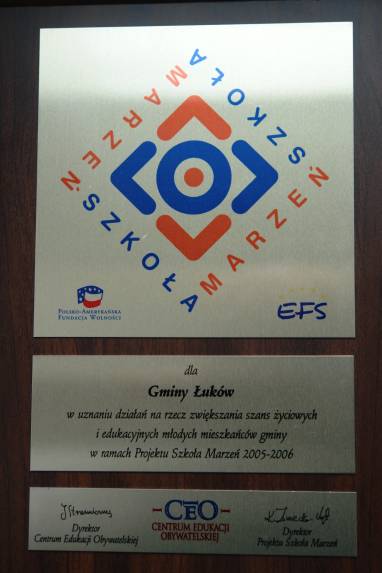 SZKOŁA MARZEŃ
SZKOŁA MARZEŃ
POLSKO-AMERYKAŃSKA
FUNDACJA WOLNOŚCI
EFS
dla
Gminy Łuków
w uznaniu działań na rzecz zwiększania szans życiowych
i edukacyjnych młodych mieszkańców gminy
w ramach Projektu Szkoła Marzeń 2005-2006
CEO
CENTRUM EDUKACJI
OBYWATELSKIEJ
Dyrektor
Centrum Edukacji Obywatelskiej
Dyrektor
Projektu Szkoła Marzeń